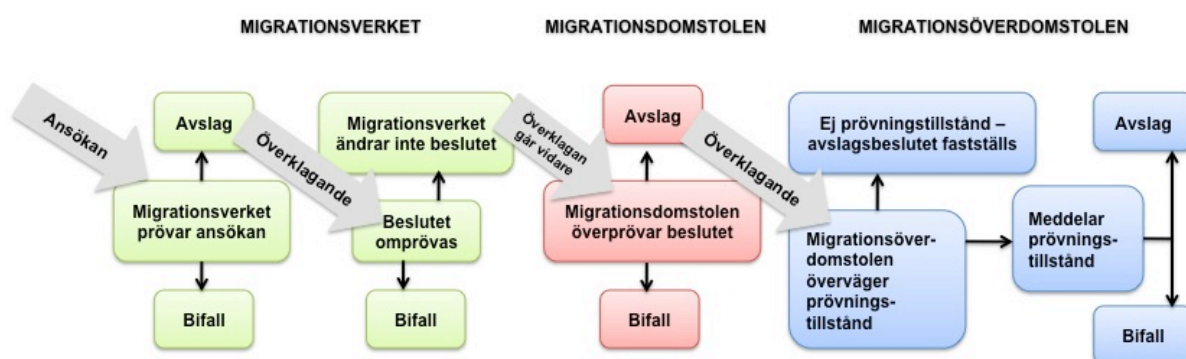 MIGRATIONSVERKET
MIGRATIONSDOMSTOLEN
MIGRATIONSÖVERDOMSTOLEN
Ansökan
Avslag
Migrationsverket
prövar ansökan
Bifall
Överklagande
Migrationsverket
ändrar inte beslutet
Beslutet
omprövas
Bifall
Överklagan
går vidare
Avslag
Migrationsdomstolen
överprövar beslutet
Bifall
Överklagande
Ej prövningstillstånd –
avslagsbeslutet fastställs
Migrationsöver-
domstolen
överväger
prövnings-
tillstånd
Meddelar
prövnings-
tillstånd
Avslag
Bifall